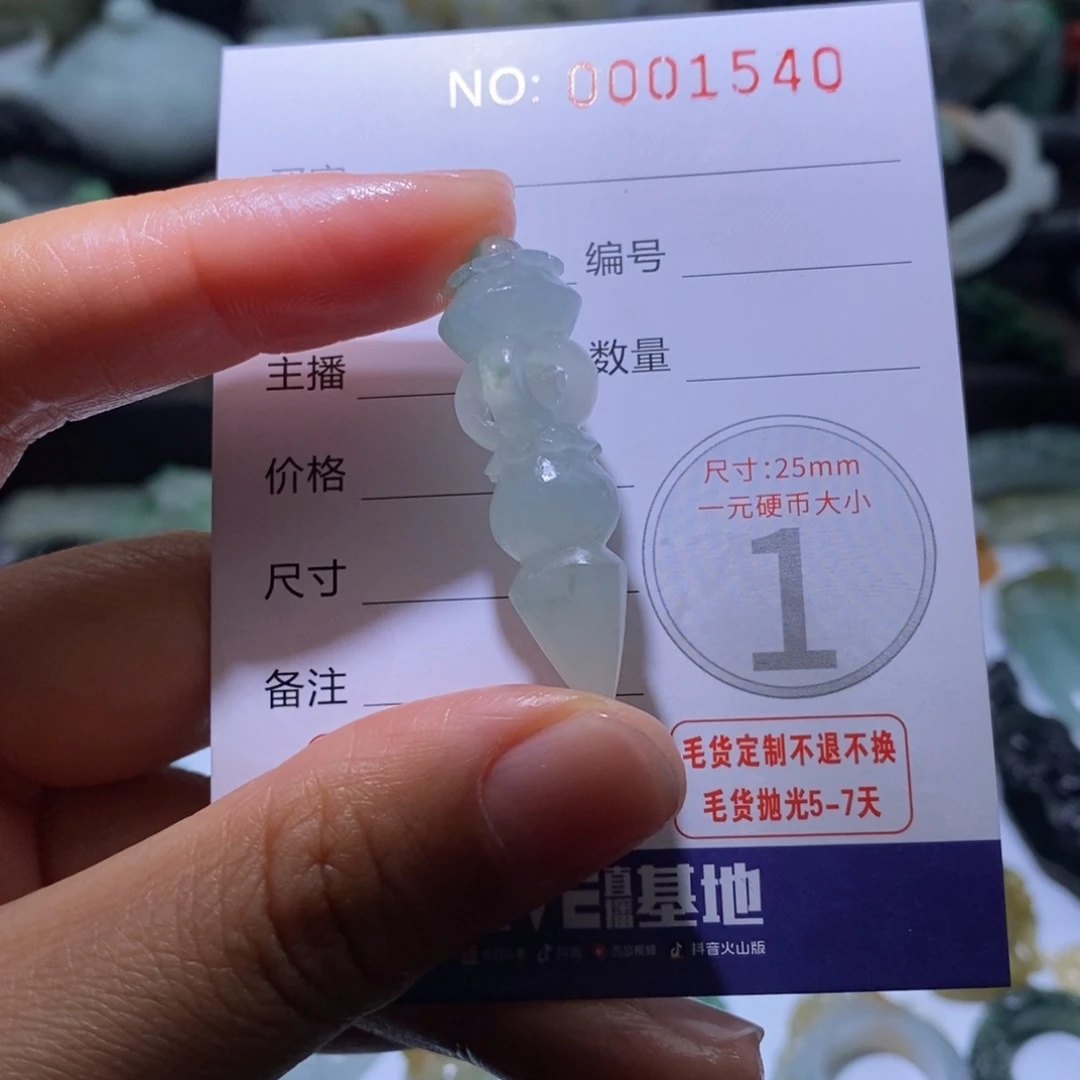 NO: 0001540
编号
主播
数量
价格
尺寸:25mm
一元硬币大小
1
尺寸
备注
毛货定制不退不换
毛货抛光5-7天
直播基地
抖音火山版